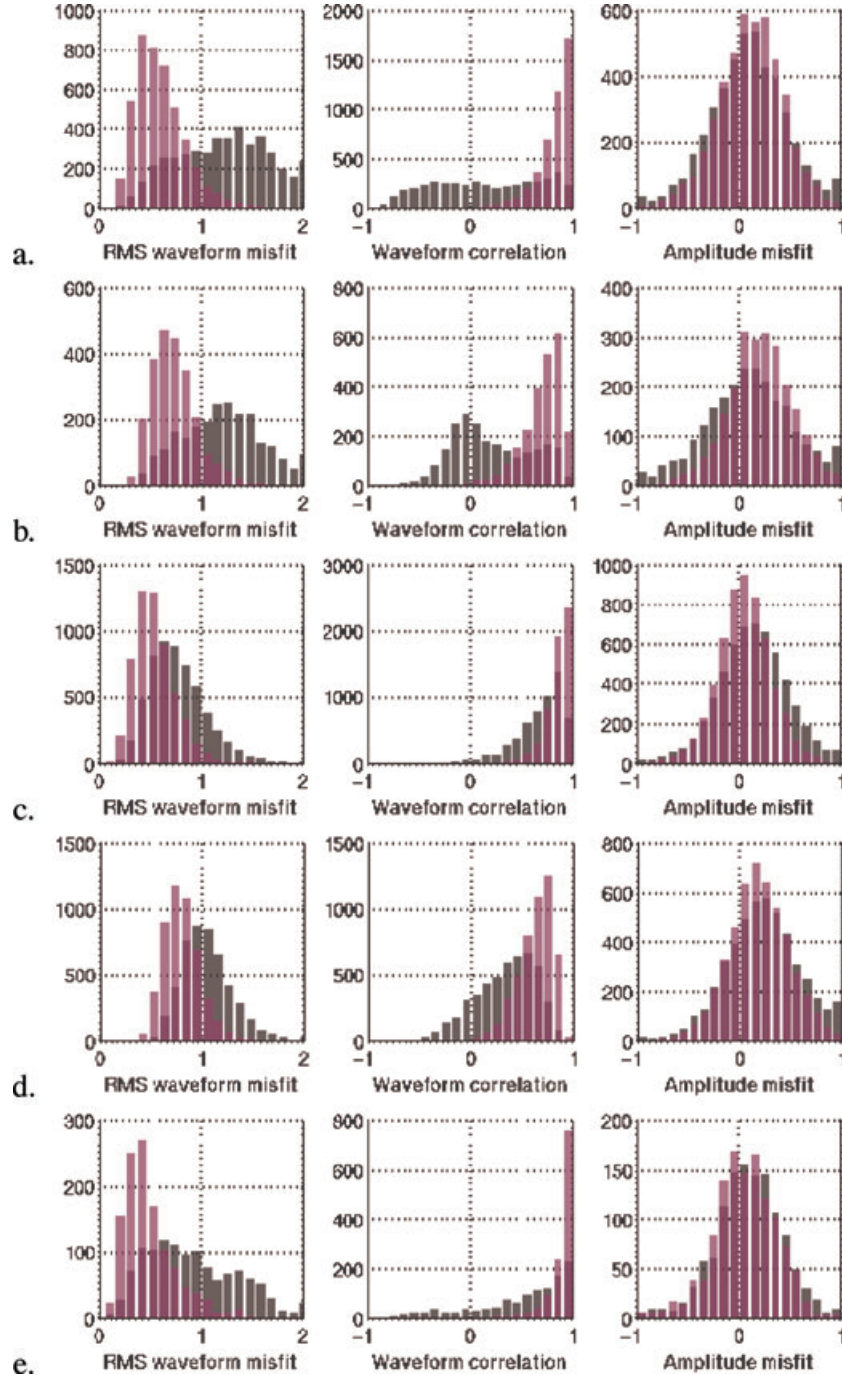 1000
800
600
400
200
0
0 1 2
RMS waveform misfit
2000
1500
1000
500
0
−1 0 1
Waveform correlation
600
400
200
0
−1 0 1
Amplitude misfit
a.
600
400
200
0
0 1 2
RMS waveform misfit
800
600
400
200
0
−1 0 1
Waveform correlation
400
300
200
100
0
−1 0 1
Amplitude misfit
b.
1500
1000
500
0
0 1 2
RMS waveform misfit
3000
2000
1000
0
−1 0 1
Waveform correlation
1000
800
600
400
200
0
−1 0 1
Amplitude misfit
c.
1500
1000
500
0
0 1 2
RMS waveform misfit
1500
1000
500
0
−1 0 1
Waveform correlation
800
600
400
200
0
−1 0 1
Amplitude misfit
d.
300
200
100
0
0 1 2
RMS waveform misfit
800
600
400
200
0
−1 0 1
Waveform correlation
200
150
100
50
0
−1 0 1
Amplitude misfit
e.